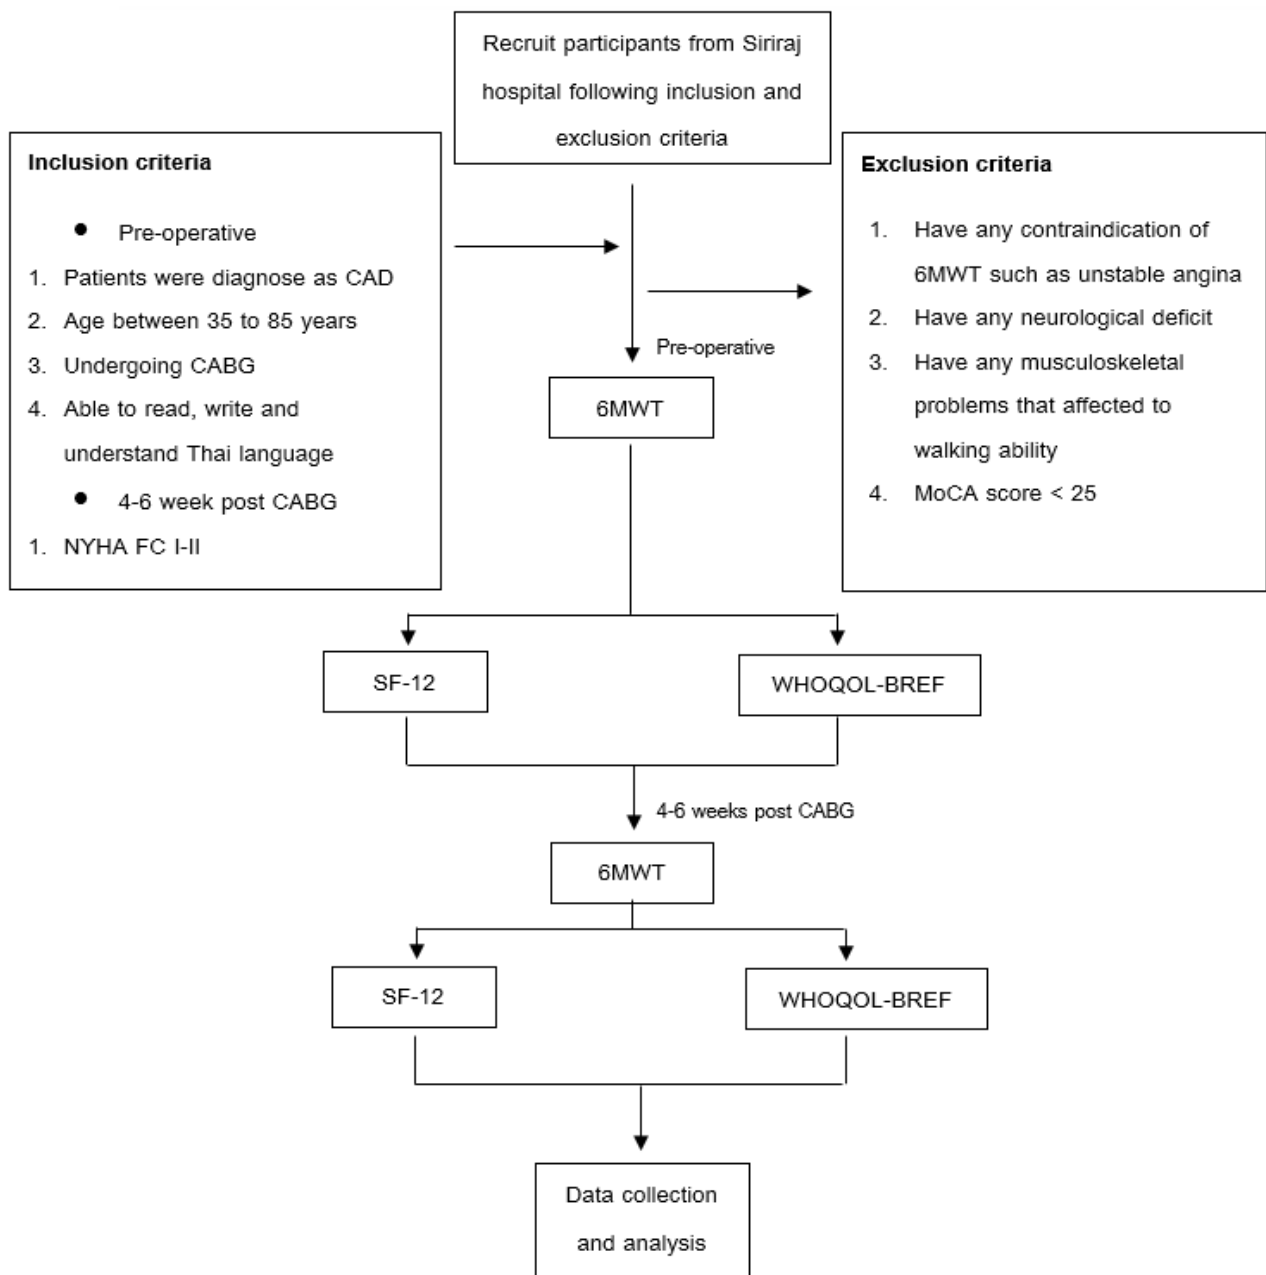 Recruit participants from Siriraj
hospital following inclusion and
exclusion criteria
Inclusion criteria
● Pre-operative
1. Patients were diagnose as CAD
2. Age between 35 to 85 years
3. Undergoing CABG
4. Able to read, write and
understand Thai language
● 4-6 week post CABG
1. NYHA FC I-II
Exclusion criteria
1. Have any contraindication of
6MWT such as unstable angina
2. Have any neurological deficit
3. Have any musculoskeletal
problems that affected to
walking ability
4. MoCA score < 25
Pre-operative
6MWT
SF-12
WHOQOL-BREF
4-6 weeks post CABG
6MWT
SF-12
WHOQOL-BREF
Data collection
and analysis